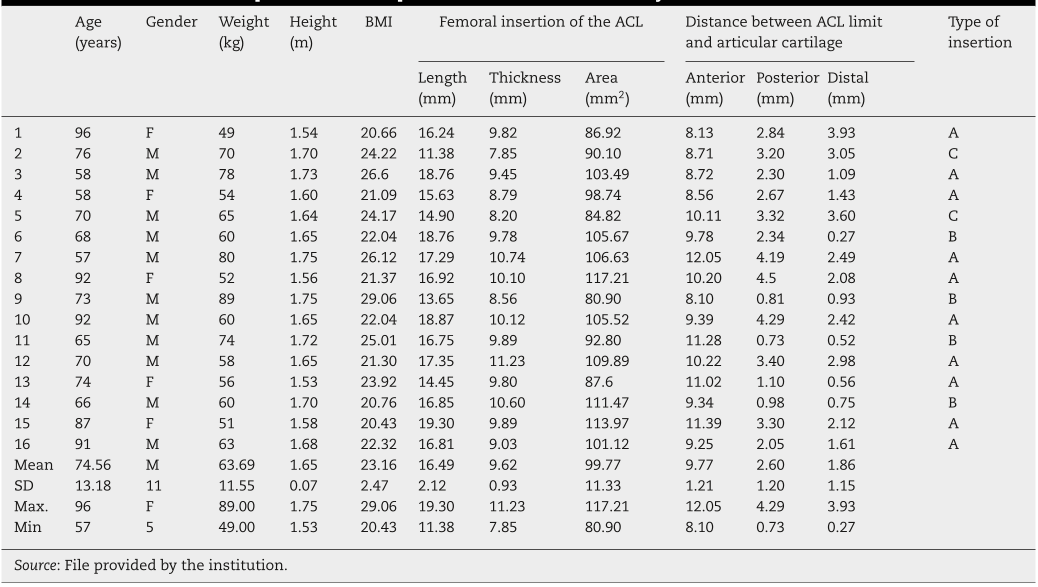 Age Gender Weight Height BMI Femoral insertion of the ACL Distance between ACL limit Type of
(years) (kg) (m) and articular cartilage insertion
Length Thickness Area Anterior Posterior Distal
(mm) (mm) (mm²) (mm) (mm) (mm)
1 96 F 49 1.54 20.66 16.24 9.82 86.92 8.13 2.84 3.93 A
2 76 M 70 1.70 24.22 11.38 7.85 90.10 8.71 3.20 3.05 C
3 58 M 78 1.73 26.6 18.76 9.45 103.49 8.72 2.30 1.09 A
4 58 F 54 1.60 21.09 15.63 8.79 98.74 8.56 2.67 1.43 A
5 70 M 65 1.64 24.17 14.90 8.20 84.82 10.11 3.32 3.60 C
6 68 M 60 1.65 22.04 18.76 9.78 105.67 9.78 2.34 0.27 B
7 57 M 80 1.75 26.12 17.29 10.74 106.63 12.05 4.19 2.49 A
8 92 F 52 1.56 21.37 16.92 10.10 117.21 10.20 4.5 2.08 A
9 73 M 89 1.75 29.06 13.65 8.56 80.90 8.10 0.81 0.93 B
10 92 M 60 1.65 22.04 18.87 10.12 105.52 9.39 4.29 2.42 A
11 65 M 74 1.72 25.01 16.75 9.89 92.80 11.28 0.73 0.52 B
12 70 M 58 1.65 21.30 17.35 11.23 109.89 10.22 3.40 2.98 A
13 74 F 56 1.53 23.92 14.45 9.80 87.6 11.02 1.10 0.56 A
14 66 M 60 1.70 20.76 16.85 10.60 111.47 9.34 0.98 0.75 B
15 87 F 51 1.58 20.43 19.30 9.89 113.97 11.39 3.30 2.12 A
16 91 M 63 1.68 22.32 16.81 9.03 101.12 9.25 2.05 1.61 A
Mean 74.56 M 63.69 1.65 23.16 16.49 9.62 99.77 9.77 2.60 1.86
SD 13.18 11 11.55 0.07 2.47 2.12 0.93 11.33 1.21 1.20 1.15
Max. 96 F 89.00 1.75 29.06 19.30 11.23 117.21 12.05 4.29 3.93
Min 57 5 49.00 1.53 20.43 11.38 7.85 80.90 8.10 0.73 0.27
Source: File provided by the institution.